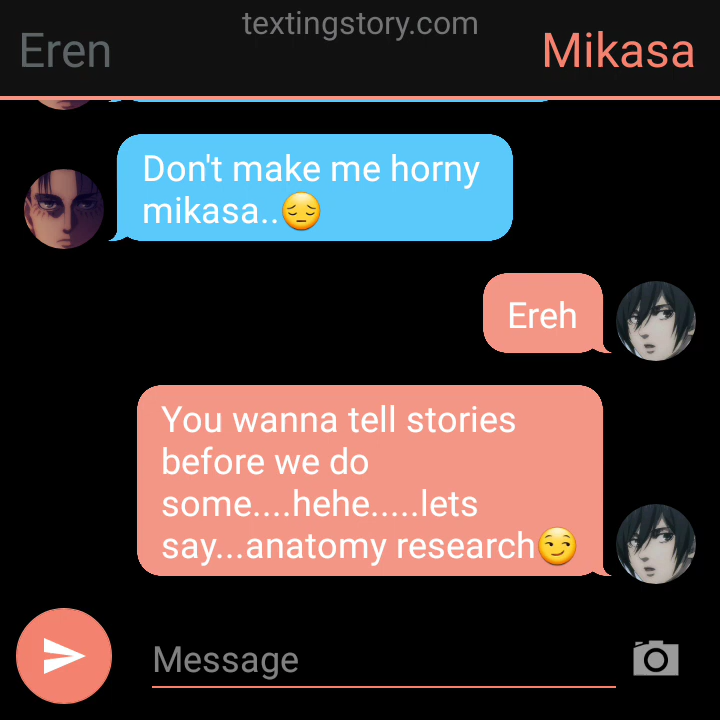 textingstory.com
Eren
Mikasa
Don't make me horny
mikasa..😔
Ereh
You wanna tell stories
before we do
some....hehe.....lets
say...anatomy research😏
Message